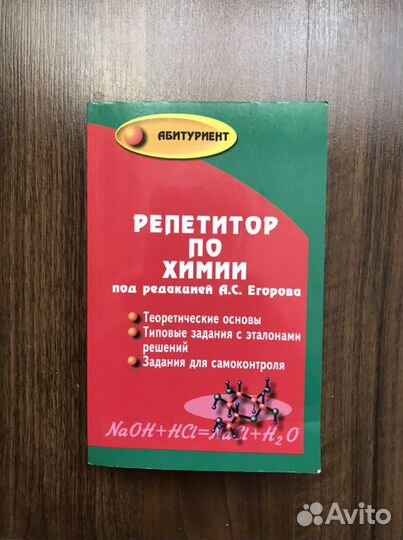 АБИТУРИЕНТ
РЕПЕТИТОР
ПО
ХИМИИ
под редакцией А.С. Егорова
Теоретические основы
Типовые задания с эталонами
решений
Задания для самоконтроля
NaOH+HCl=NaCl+H₂O
Avito